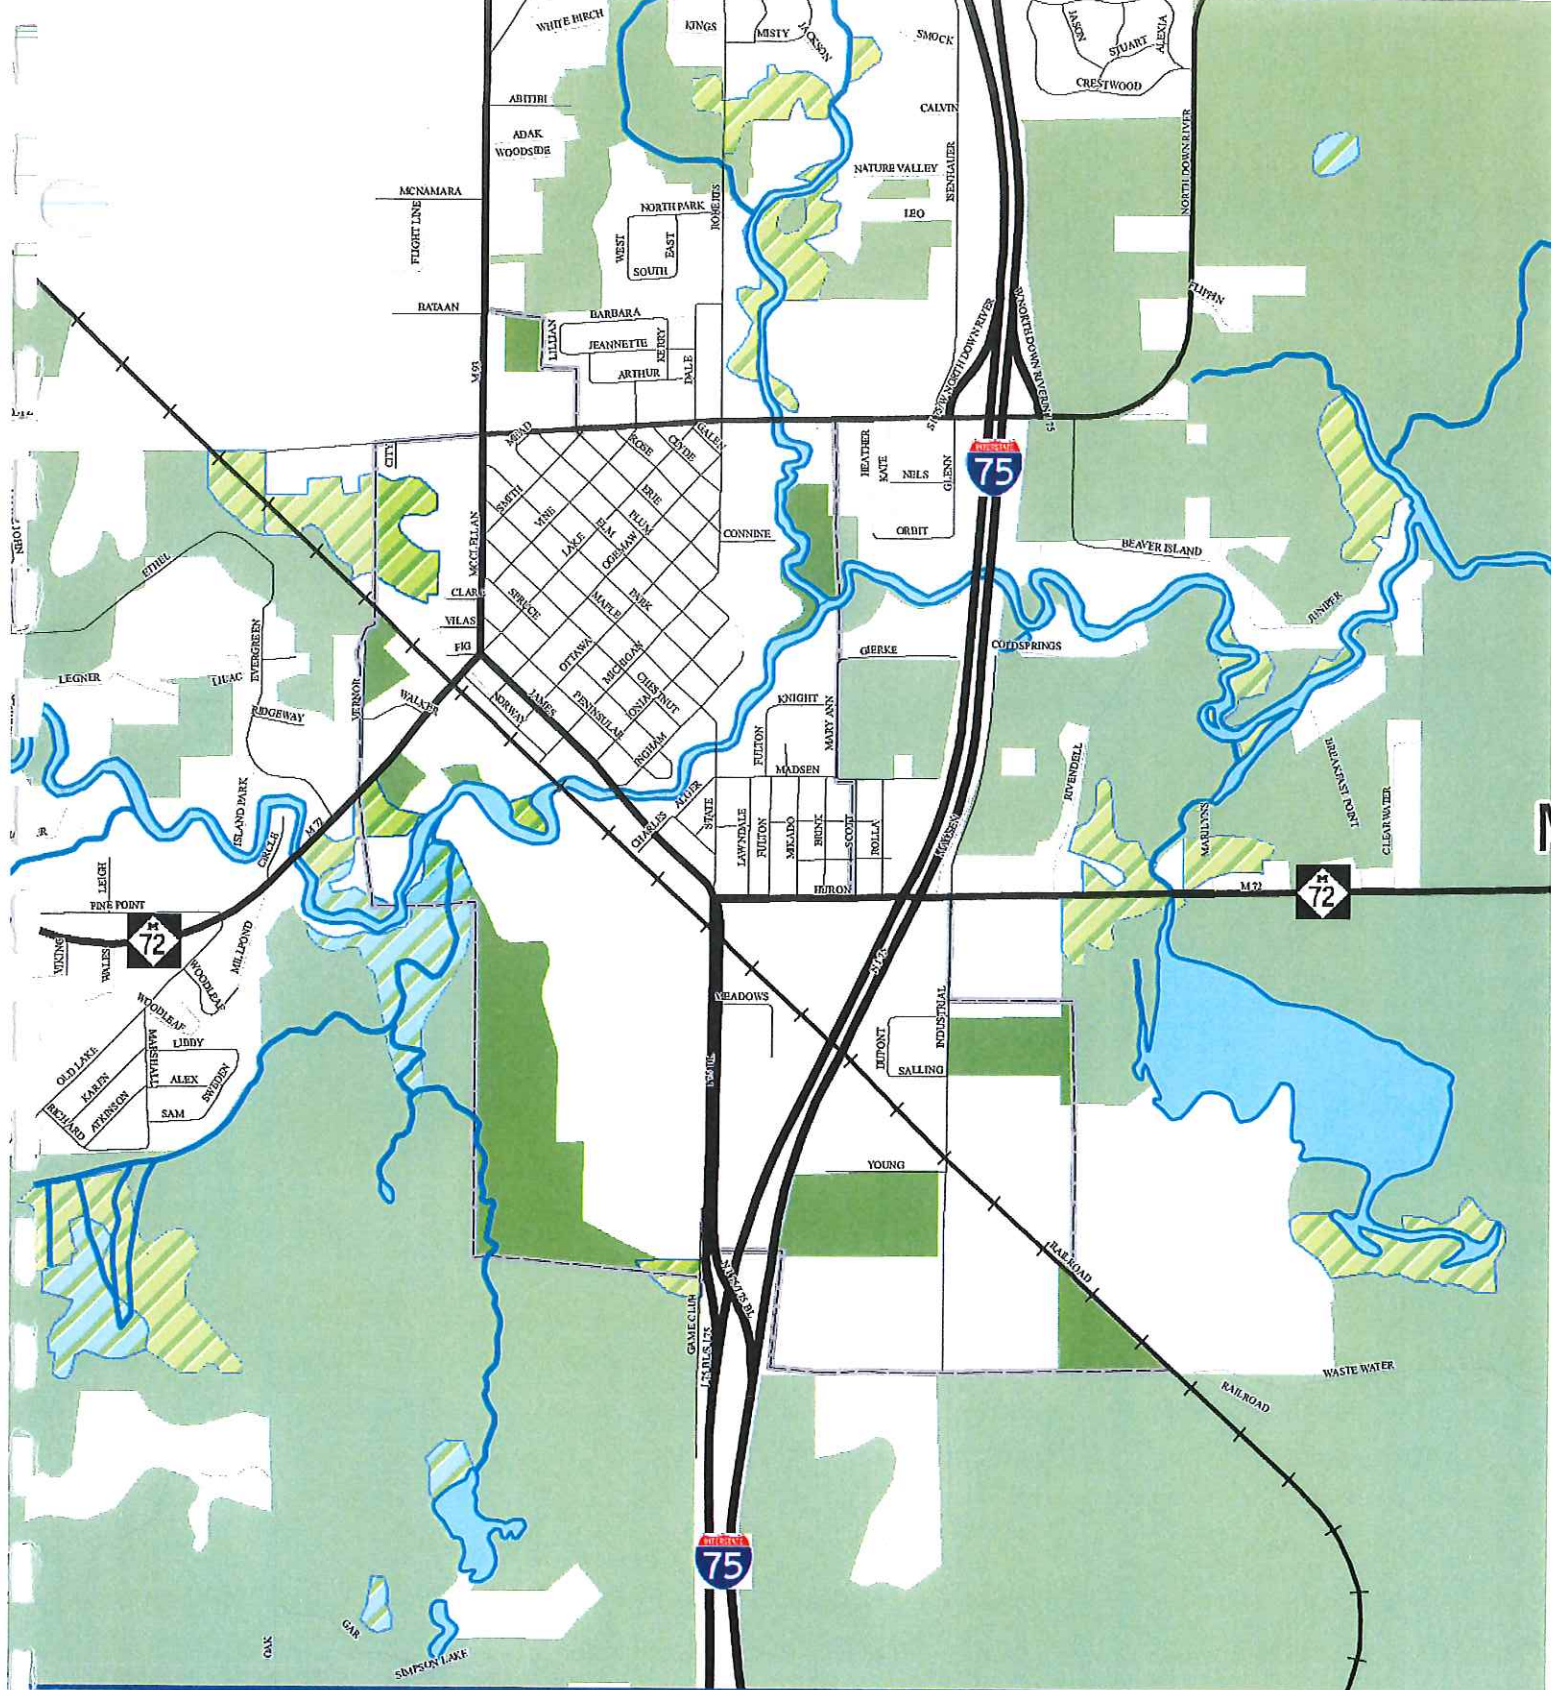 WHITE BIRCH
KINGS
MISTY
JACKSON
SMOCK
JASON
STUART
ALEXIA
CRESTWOOD
ABITIBI
CALVIN
ADAK
WOODSIDE
NORTH DOWN RIVER
ISENHAUER
NATURE VALLEY
MCNAMARA
FLIGHT LINE
NORTH PARK
ROBERTS
LEO
WEST
EAST
SOUTH
FLIPPIN
BATAAN
BARBARA
LILLIAN
JEANNETTE
KERRY
ARTHUR
DALE
M 93
MEAD
ROSE
CLYDE
GALEN
INTERSTATE
75
CITY
HEATHER
KATE
NELS
GLENN
SMITH
ERIE
VINE
ELM
PLUM
LAKE
OGEMAW
CONNINE
ORBIT
BEAVER ISLAND
JOHN
ETHEL
MCCLELLAN
CLARK
SPRUCE
MAPLE
PARK
JUNIPER
VILAS
FIG
EVERGREEN
OTTAWA
MICHIGAN
GIERKE
COLDSPRINGS
LEGNER
LILAC
VERNOR
WALKER
NORWAY
JAMES
PENINSULAR
CHESTNUT
IONIA
INGHAM
KNIGHT
MARY ANN
FULTON
RIDGEWAY
MADSEN
RIVENDELL
BREAKFAST POINT
ISLAND PARK
ALGER
STATE
CHARLES
LAWNDALE
FULTON
MIKADO
BRINK
SCOTT
ROLLA
MADSEN
MARILYNS
CLEARWATER
M
M 72
CIRCLE
LEIGH
HURON
M 72
M
72
PINE POINT
M
72
VIKING
WALES
MILLPOND
WOODLEAF
S I 75
WOODLEAF
MEADOWS
INDUSTRIAL
DUPONT
OLD LAKE
MARSHALL
LIBBY
KAREN
ALEX
SWEDEN
SALLING
RICHARD
ATKINSON
SAM
YOUNG
RAILROAD
GAME CLUB
WASTE WATER
RAILROAD
INTERSTATE
75
GAR
OAK
SIMPSON LAKE